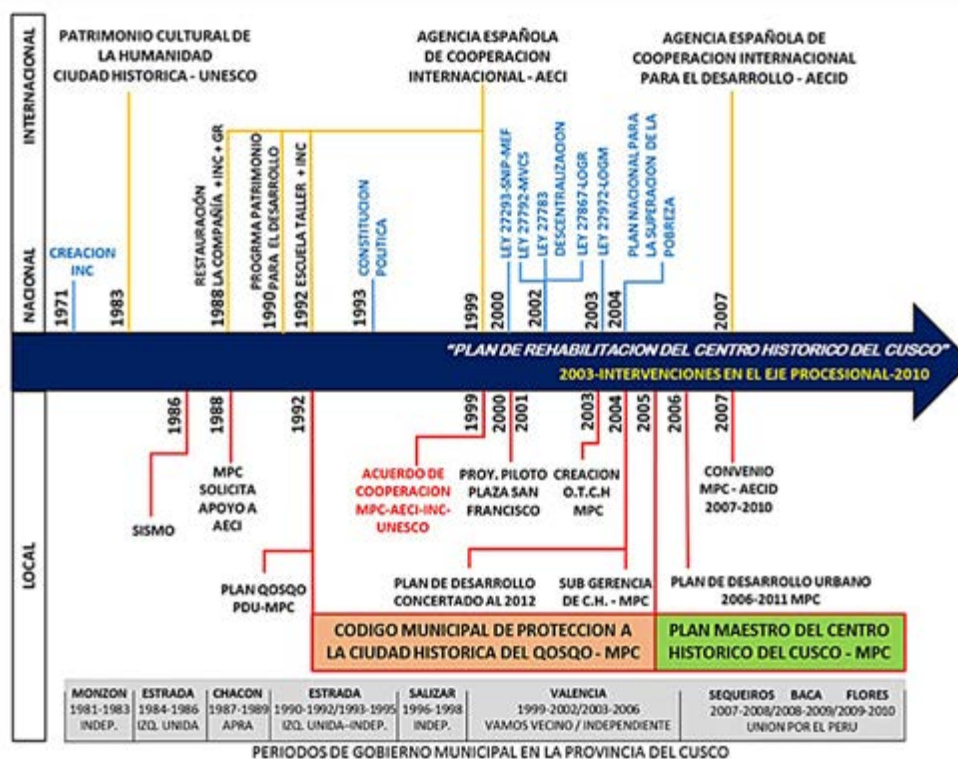 INTERNACIONAL
PATRIMONIO CULTURAL DE
LA HUMANIDAD
CIUDAD HISTORICA - UNESCO
AGENCIA ESPAÑOLA
DE COOPERACION
INTERNACIONAL - AECI
AGENCIA ESPAÑOLA DE
COOPERACION INTERNACIONAL
PARA EL DESARROLLO - AECID
NACIONAL
CREACION
INC
RESTAURACIÓN
LA COMPAÑÍA + INC + GR
PROGRMA PATRIMONIO
PARA EL DESARROLLO
ESCUELA TALLER + INC
CONSTITUCION
POLITICA
LEY 27293-SNIP-MEF
LEY 27792-MVCS
LEY 27783
DESCENTRALIZACION
LEY 27867-LOGR
LEY 27972-LOGM
PLAN NACIONAL PARA
LA SUPERACION DE LA
POBREZA
1971
1983
1988
1990
1992
1993
1999
2000
2002
2003
2004
2007
"PLAN DE REHABILITACION DEL CENTRO HISTORICO DEL CUSCO"
2003-INTERVENCIONES EN EL EJE PROCESIONAL-2010
LOCAL
1986
1988
1992
1999
2000
2001
2003
2004
2005
2006
2007
SISMO
MPC
SOLICITA
APOYO A
AECI
PLAN QOSQO
PDU-MPC
ACUERDO DE
COOPERACION
MPC-AECI-INC-
UNESCO
PROY. PILOTO
PLAZA SAN
FRANCISCO
CREACION
O.T.C.H
MPC
CONVENIO
MPC - AECID
2007-2010
PLAN DE DESARROLLO
CONCERTADO AL 2012
SUB GERENCIA
DE C.H. - MPC
PLAN DE DESARROLLO URBANO
2006-2011 MPC
CODIGO MUNICIPAL DE PROTECCION A
LA CIUDAD HISTORICA DEL QOSQO - MPC
PLAN MAESTRO DEL CENTRO
HISTORICO DEL CUSCO - MPC
MONZON
1981-1983
INDEP.
ESTRADA
1984-1986
IZQ. UNIDA
CHACON
1987-1989
APRA
ESTRADA
1990-1992/1993-1995
IZQ. UNIDA-INDEP.
SALIZAR
1996-1998
INDEP.
VALENCIA
1999-2002/2003-2006
VAMOS VECINO / INDEPENDIENTE
SEQUEIROS BACA FLORES
2007-2008/2008-2009/2009-2010
UNION POR EL PERU
PERIODOS DE GOBIERNO MUNICIPAL EN LA PROVINCIA DEL CUSCO